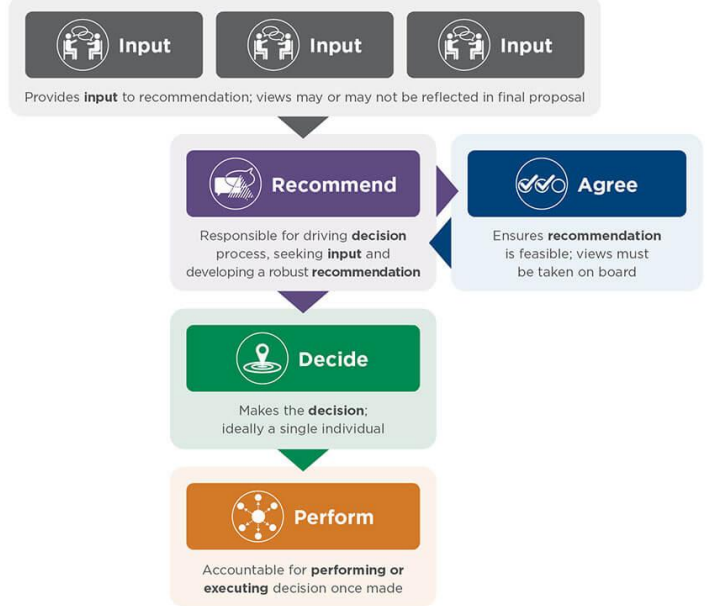 Input
Input
Input
Provides input to recommendation; views may or may not be reflected in final proposal
Recommend
Responsible for driving decision
process, seeking input and
developing a robust recommendation
Agree
Ensures recommendation
is feasible; views must
be taken on board
Decide
Makes the decision;
ideally a single individual
Perform
Accountable for performing or
executing decision once made